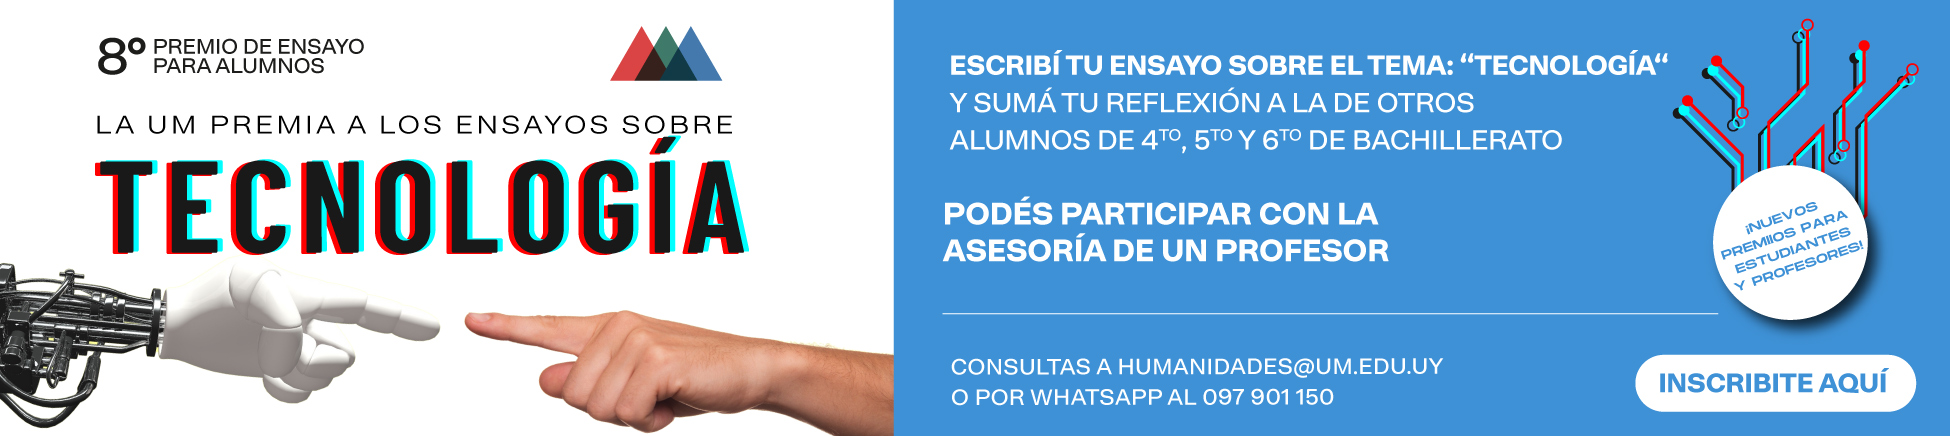 8º PREMIO DE ENSAYO
PARA ALUMNOS
LA UM PREMIA A LOS ENSAYOS SOBRE
TECNOLOGÍA
ESCRIBÍ TU ENSAYO SOBRE EL TEMA: “TECNOLOGÍA“
Y SUMÁ TU REFLEXIÓN A LA DE OTROS
ALUMNOS DE 4TO, 5TO Y 6TO DE BACHILLERATO
PODÉS PARTICIPAR CON LA
ASESORÍA DE UN PROFESOR
¡NUEVOS
PREMIIOS PARA
ESTUDIANTES
Y PROFESORES!
CONSULTAS A HUMANIDADES@UM.EDU.UY
O POR WHATSAPP AL 097 901 150
INSCRIBITE AQUÍ